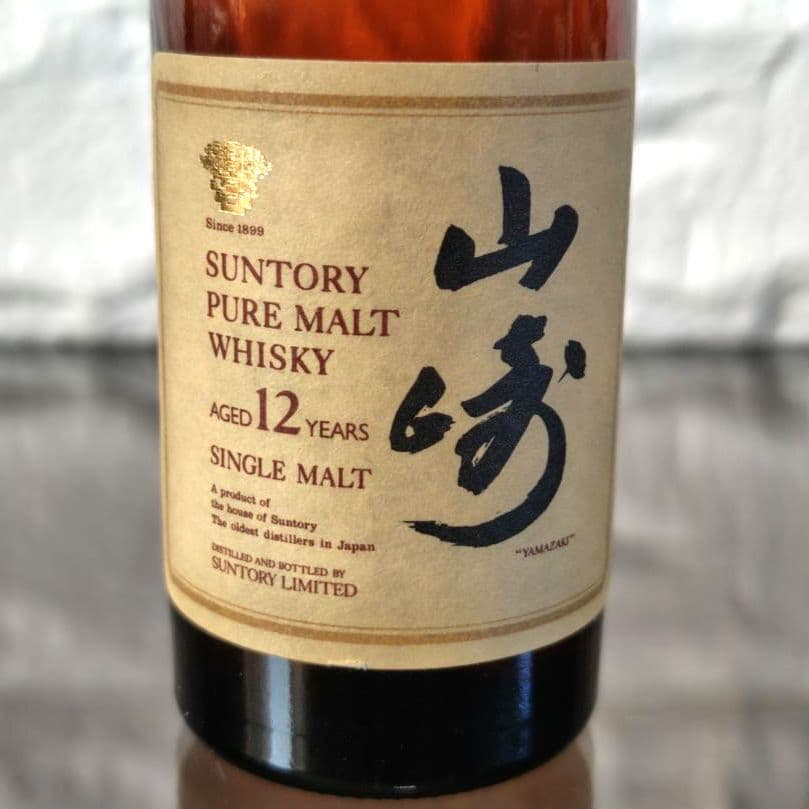 Since 1899
SUNTORY
PURE MALT
WHISKY
AGED 12 YEARS
SINGLE MALT
A product of
the house of Suntory
The oldest distillers in Japan
DISTILLED AND BOTTLED BY
SUNTORY LIMITED
山崎
"YAMAZAKI"